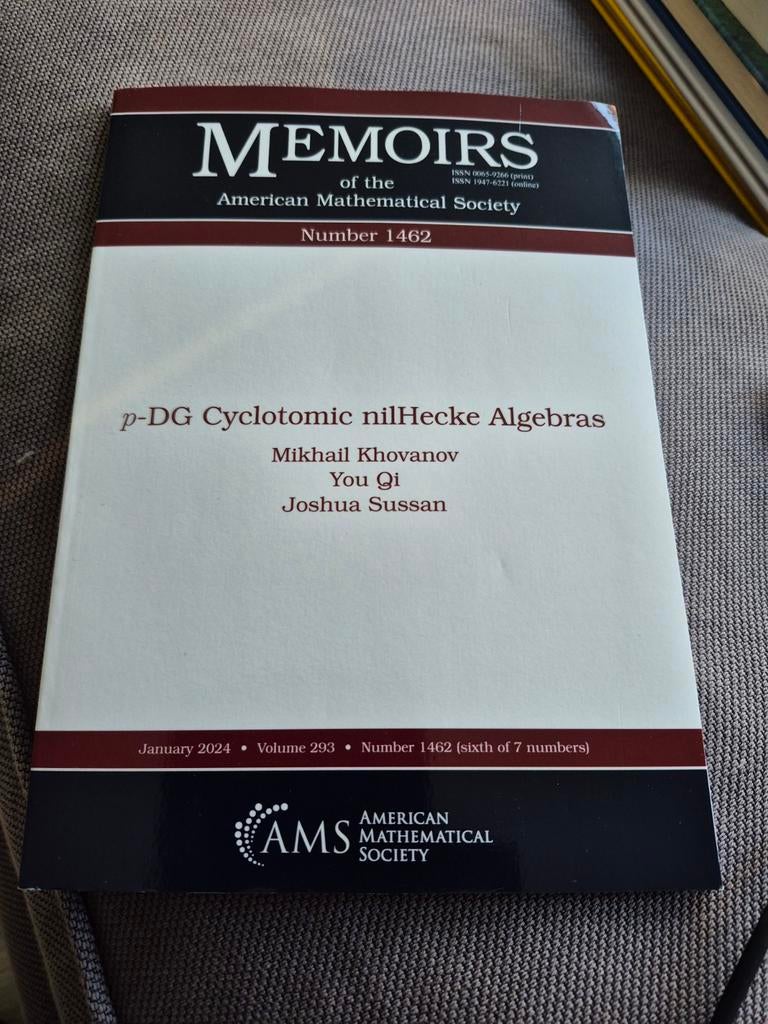 MEMOIRS
of the
American Mathematical Society
ISSN 0065-9266 (print)
ISSN 1947-6221 (online)
Number 1462
p-DG Cyclotomic nilHecke Algebras
Mikhail Khovanov
You Qi
Joshua Sussan
January 2024 • Volume 293 • Number 1462 (sixth of 7 numbers)
AMS
AMERICAN
MATHEMATICAL
SOCIETY